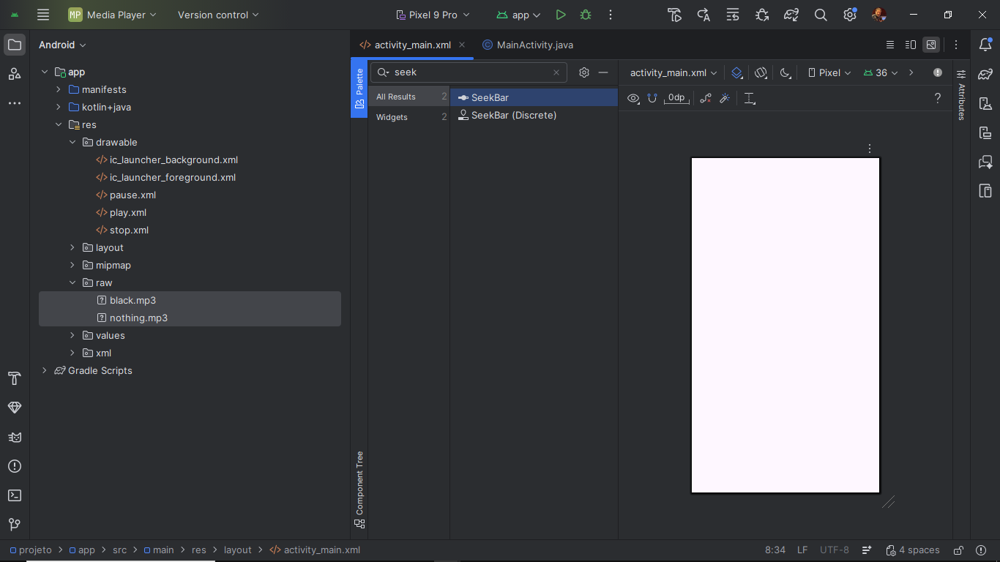 MP Media Player Version control Pixel 9 Pro app
Android
app
manifests
kotlin+java
res
drawable
ic_launcher_background.xml
ic_launcher_foreground.xml
pause.xml
play.xml
stop.xml
layout
mipmap
raw
black.mp3
nothing.mp3
values
xml
Gradle Scripts
activity_main.xml
MainActivity.java
Palette
seek
All Results 2
Widgets 2
SeekBar
SeekBar (Discrete)
Component Tree
activity_main.xml Pixel 36
0dp
?
Attributes
projeto app src main res layout activity_main.xml
8:34 LF UTF-8 4 spaces